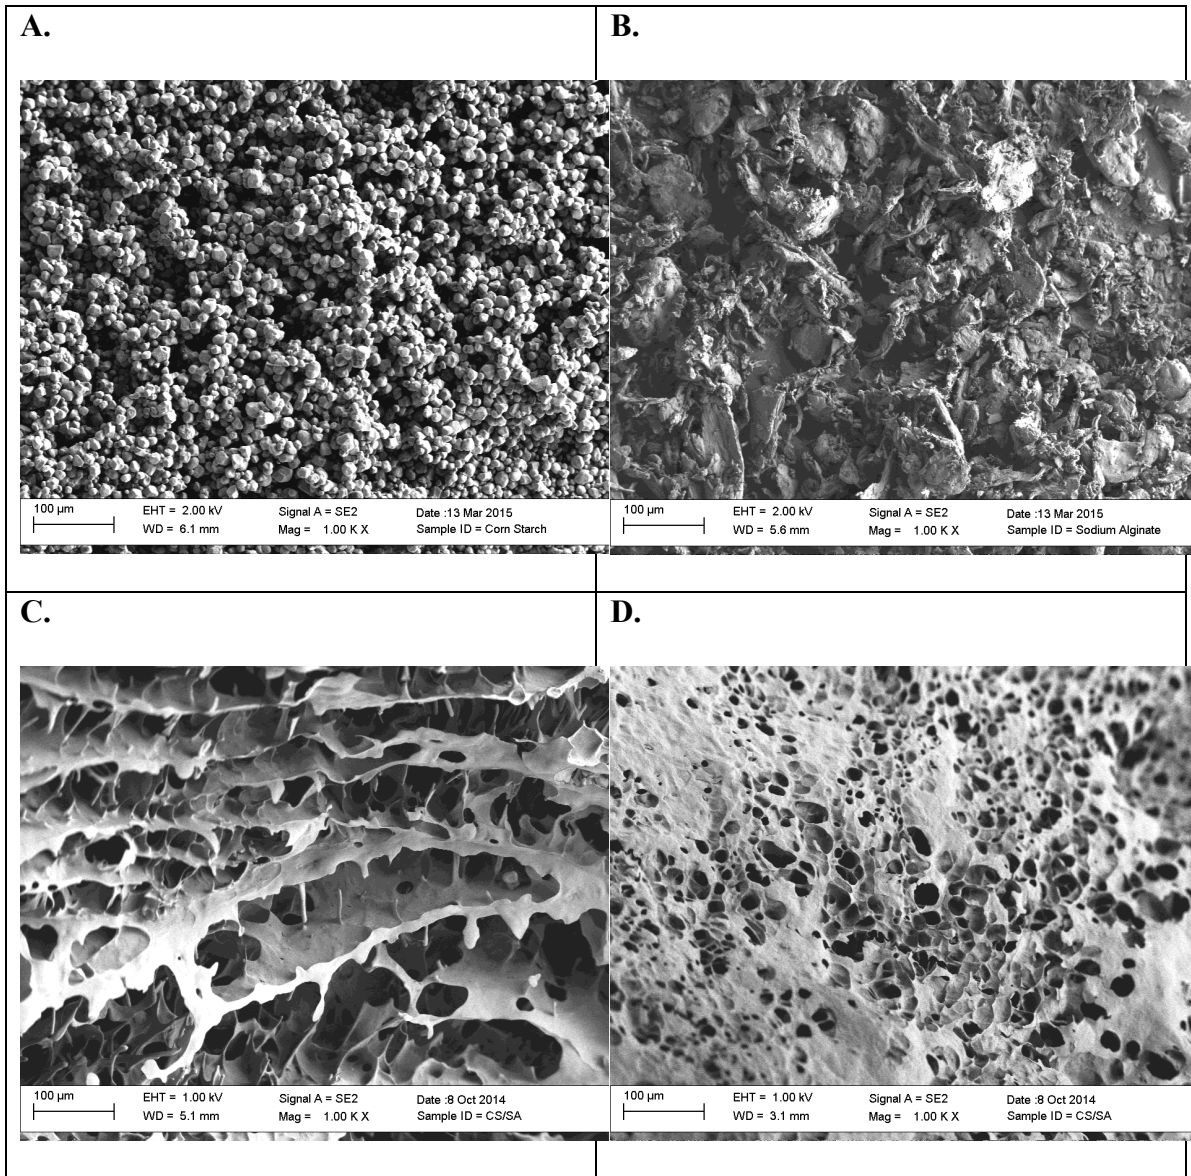 A.
B.
100 µm
EHT = 2.00 kV
Signal A = SE2
Date :13 Mar 2015
WD = 6.1 mm
Mag = 1.00 K X
Sample ID = Corn Starch
100 µm
EHT = 2.00 kV
Signal A = SE2
Date :13 Mar 2015
WD = 5.6 mm
Mag = 1.00 K X
Sample ID = Sodium Alginate
C.
D.
100 µm
EHT = 1.00 kV
Signal A = SE2
Date :8 Oct 2014
WD = 5.1 mm
Mag = 1.00 K X
Sample ID = CS/SA
100 µm
EHT = 1.00 kV
Signal A = SE2
Date :8 Oct 2014
WD = 3.1 mm
Mag = 1.00 K X
Sample ID = CS/SA